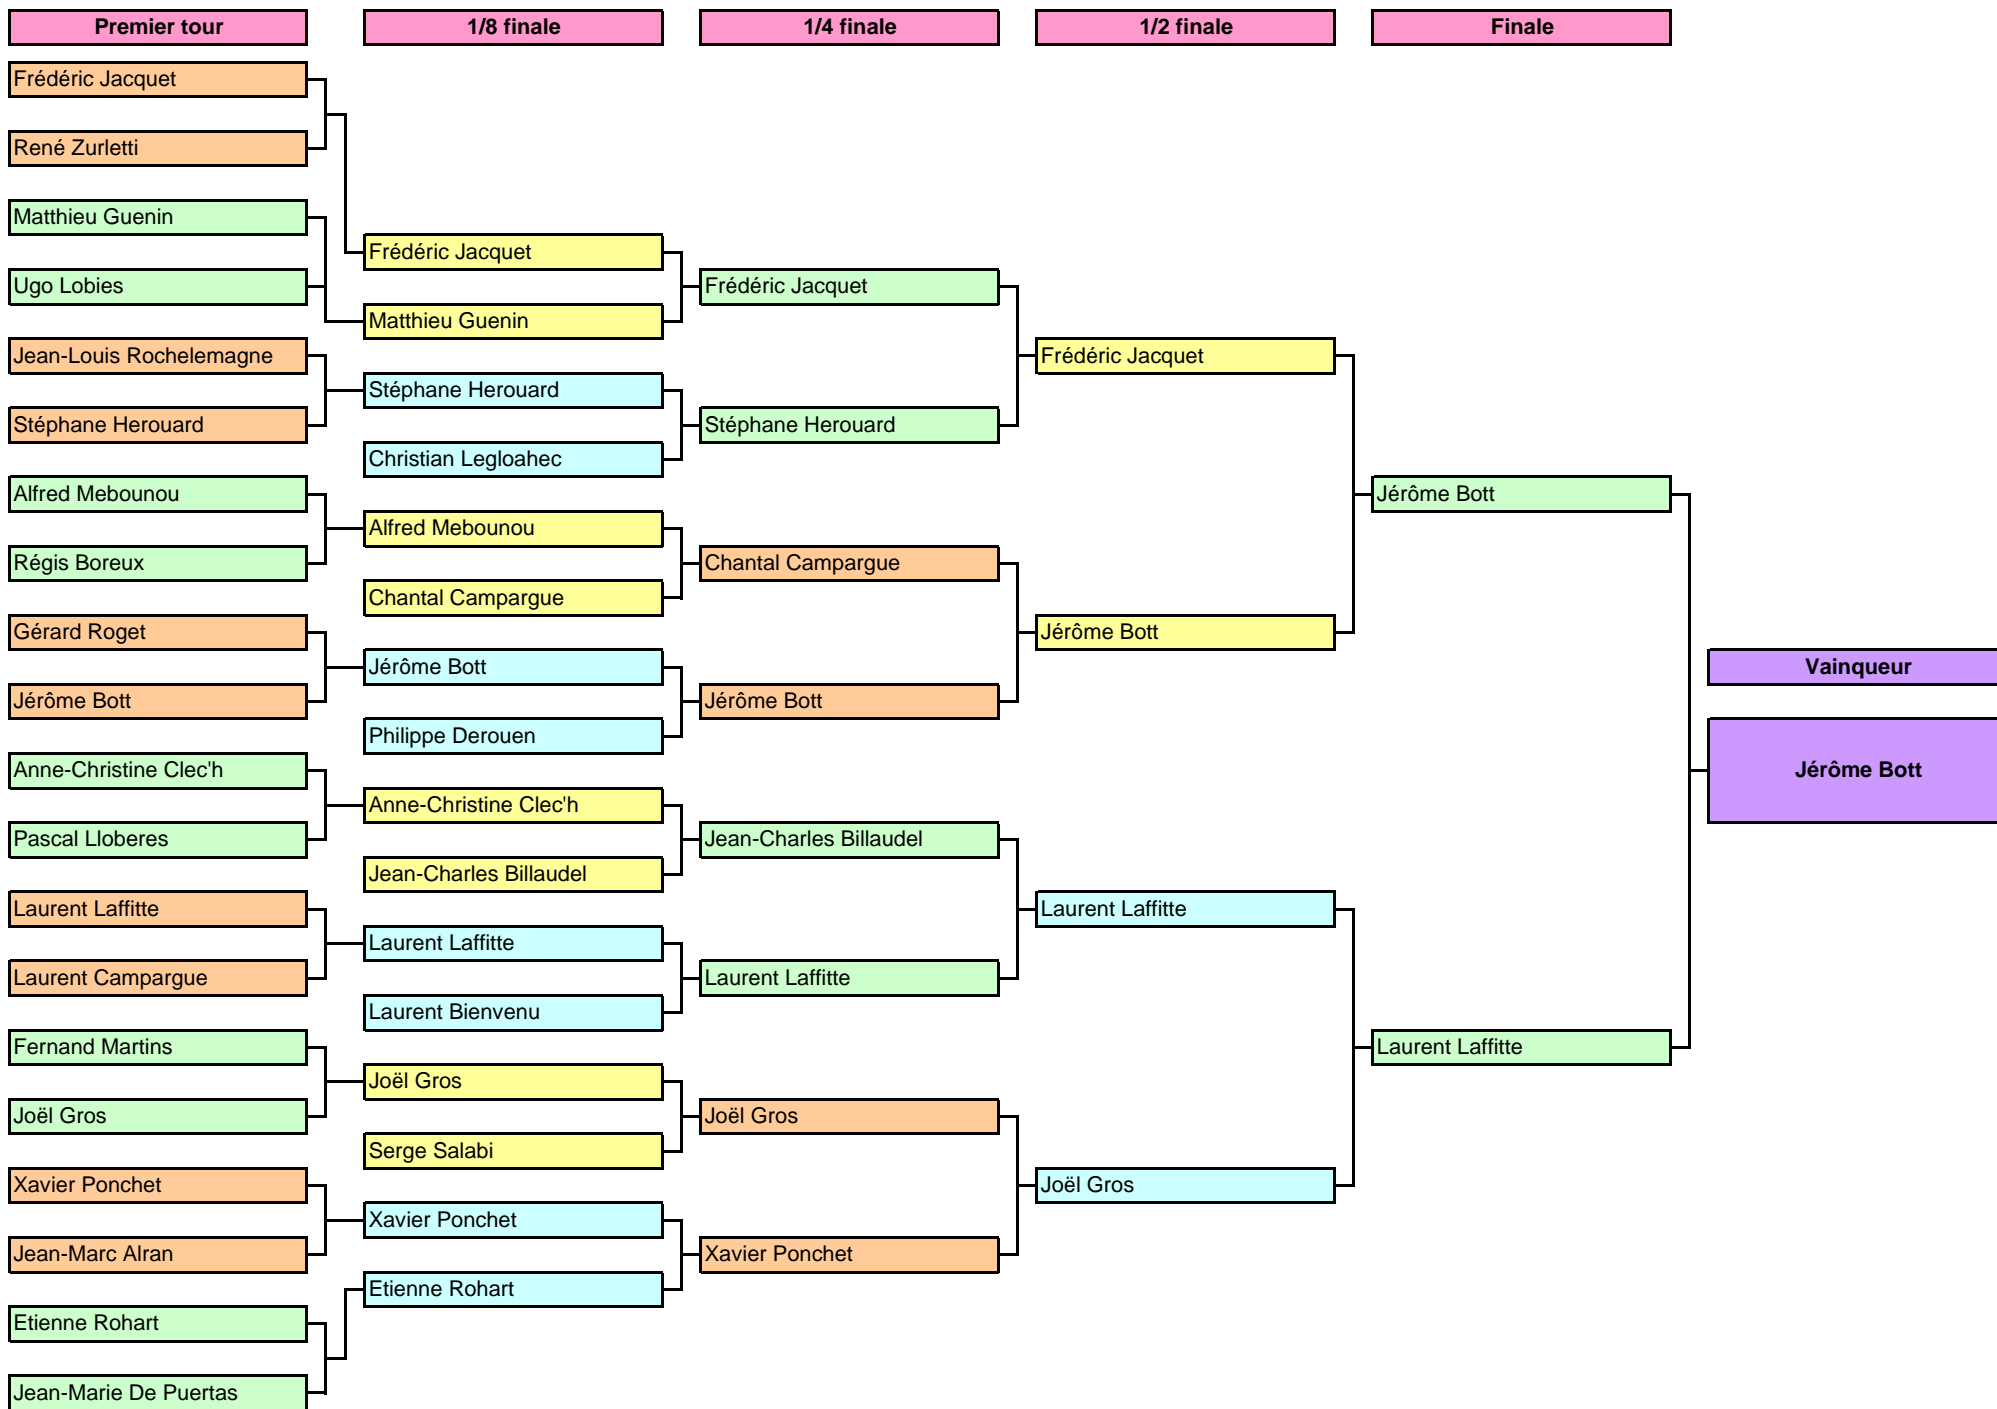 Premier tour
1/8 finale
1/4 finale
1/2 finale
Finale
Frédéric Jacquet
René Zurletti
Matthieu Guenin
Ugo Lobies
Jean-Louis Rochelemagne
Stéphane Herouard
Alfred Mebounou
Régis Boreux
Gérard Roget
Jérôme Bott
Anne-Christine Clec'h
Pascal Lloberes
Laurent Laffitte
Laurent Campargue
Fernand Martins
Joël Gros
Xavier Ponchet
Jean-Marc Alran
Etienne Rohart
Jean-Marie De Puertas
Frédéric Jacquet
Matthieu Guenin
Stéphane Herouard
Christian Legloahec
Alfred Mebounou
Chantal Campargue
Jérôme Bott
Philippe Derouen
Anne-Christine Clec'h
Jean-Charles Billaudel
Laurent Laffitte
Laurent Bienvenu
Joël Gros
Serge Salabi
Xavier Ponchet
Etienne Rohart
Frédéric Jacquet
Stéphane Herouard
Chantal Campargue
Jérôme Bott
Jean-Charles Billaudel
Laurent Laffitte
Joël Gros
Xavier Ponchet
Frédéric Jacquet
Jérôme Bott
Laurent Laffitte
Joël Gros
Jérôme Bott
Laurent Laffitte
Vainqueur
Jérôme Bott